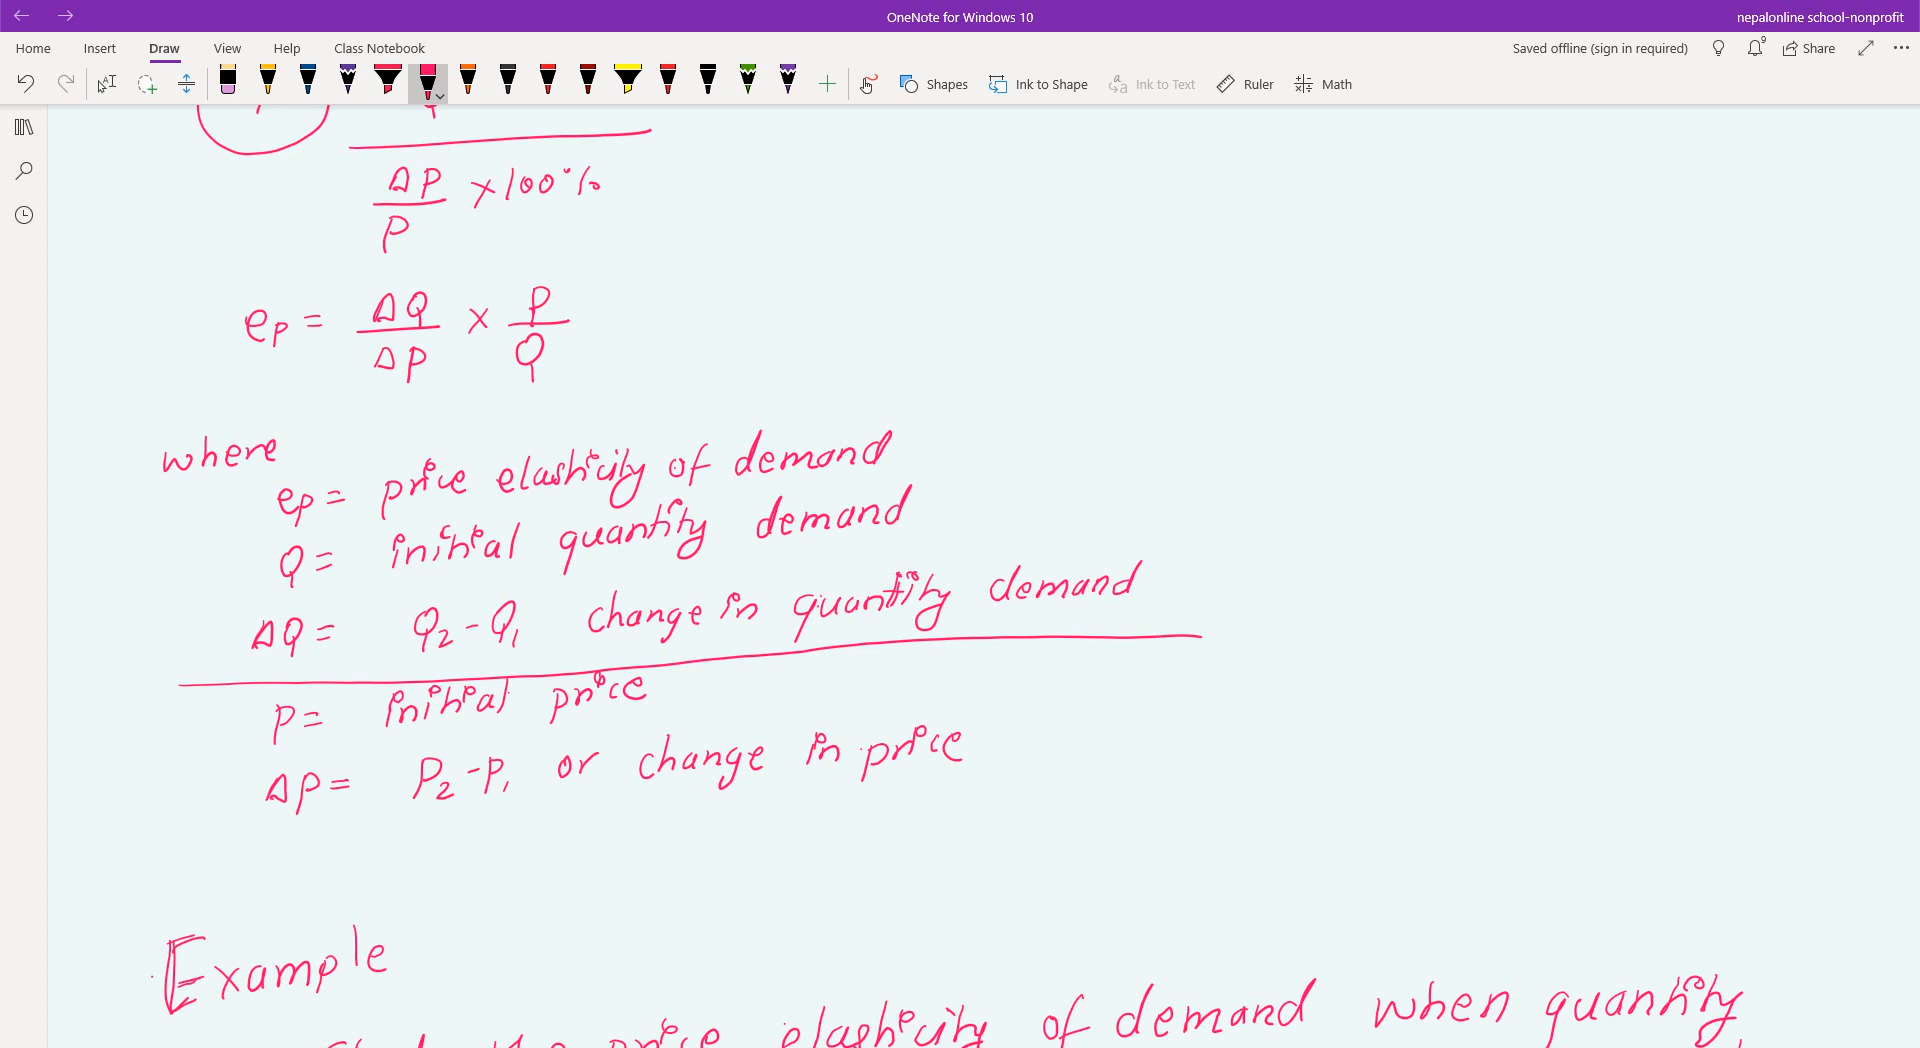 OneNote for Windows 10
nepalonline school-nonprofit
Home Insert Draw View Help Class Notebook
Saved offline (sign in required) 9 Share
Shapes Ink to Shape Ink to Text Ruler Math
ΔP × 100%
P
ep = ΔQ × P
ΔP Q
where
ep = price elasticity of demand
Q = initial quantity demand
ΔQ = Q2 - Q1 change in quantity demand
P = initial price
ΔP = P2 - P1 or change in price
Example
price elasticity of demand when quantity